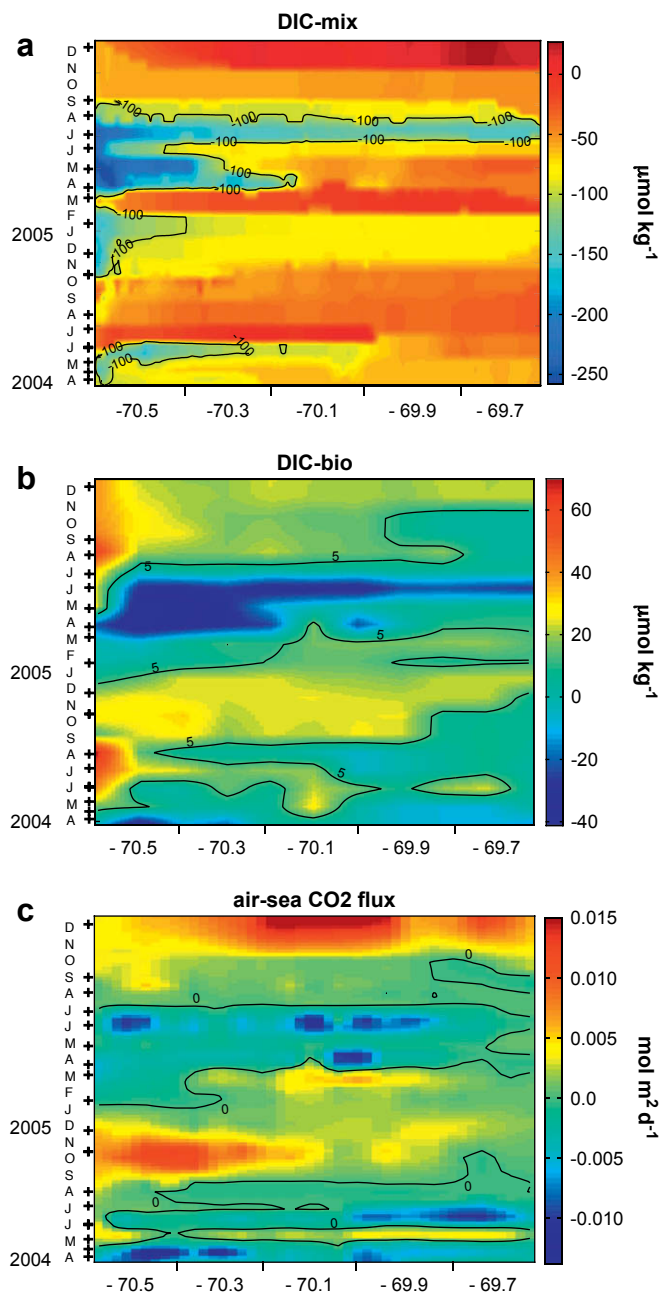 a
DIC-mix
D
N
O
S
A
J
J
M
A
M
F
2005
J
D
N
O
S
A
J
J
M
2004
A
-100
-100
-100
-100
-100
-100
-100
-100
-100
-100
-100
-100
-70.5
-70.3
-70.1
- 69.9
- 69.7
0
-50
-100
-150
-200
-250
μmol kg-1
b
DIC-bio
D
N
O
S
A
J
J
M
A
M
F
2005
J
D
N
O
S
A
J
J
M
2004
A
5
5
5
5
5
5
- 70.5
- 70.3
- 70.1
- 69.9
- 69.7
60
40
20
0
-20
-40
μmol kg-1
c
air-sea CO2 flux
D
N
O
S
A
J
J
M
A
M
F
J
2005
D
N
O
S
A
J
J
M
2004
A
0
0
0
0
0
0
0
- 70.5
- 70.3
- 70.1
- 69.9
- 69.7
0.015
0.010
0.005
0.0
-0.005
-0.010
mol m2 d-1